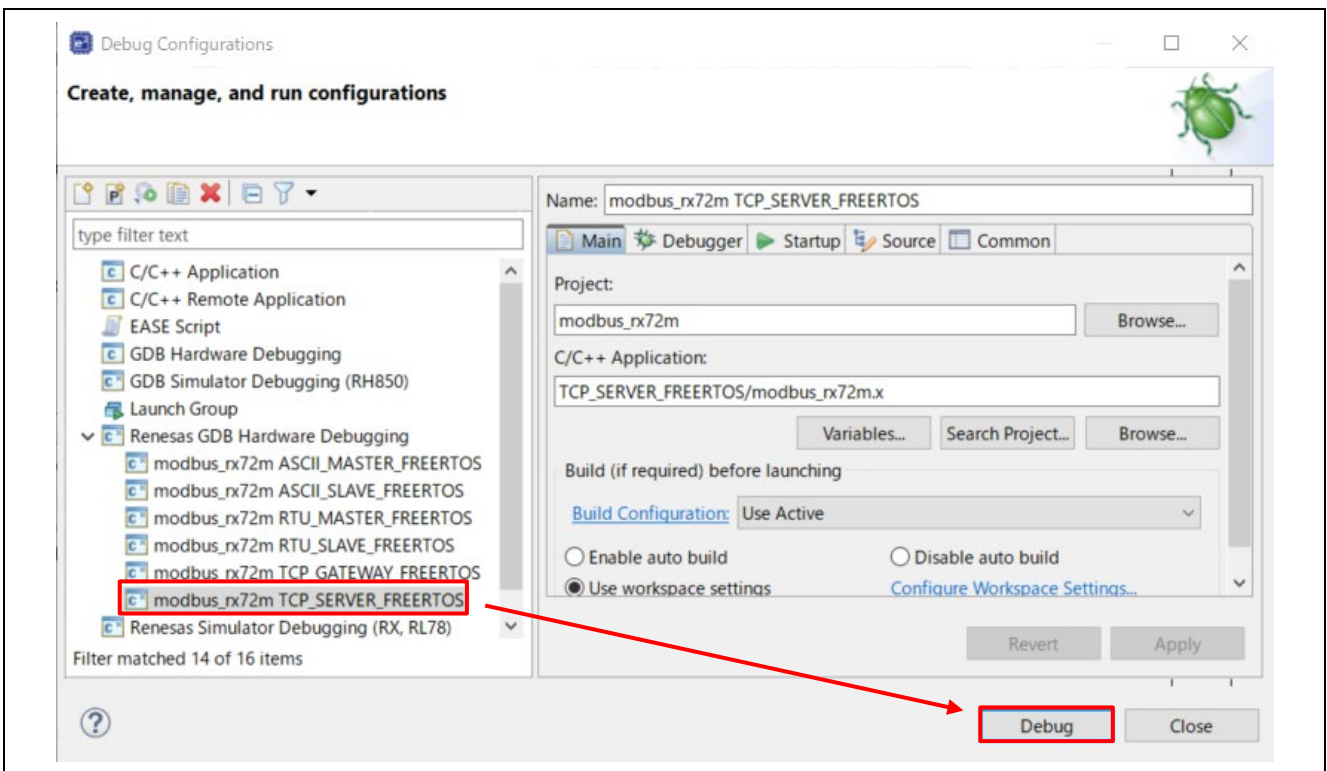 Debug Configurations
Create, manage, and run configurations
type filter text
C/C++ Application
C/C++ Remote Application
EASE Script
GDB Hardware Debugging
GDB Simulator Debugging (RH850)
Launch Group
Renesas GDB Hardware Debugging
modbus_rx72m ASCII_MASTER_FREERTOS
modbus_rx72m ASCII_SLAVE_FREERTOS
modbus_rx72m RTU_MASTER_FREERTOS
modbus_rx72m RTU_SLAVE_FREERTOS
modbus_rx72m TCP_GATEWAY_FREERTOS
modbus_rx72m TCP_SERVER_FREERTOS
Renesas Simulator Debugging (RX, RL78)
Filter matched 14 of 16 items
Name: modbus_rx72m TCP_SERVER_FREERTOS
Main Debugger Startup Source Common
Project:
modbus_rx72m Browse...
C/C++ Application:
TCP_SERVER_FREERTOS/modbus_rx72m.x
Variables... Search Project... Browse...
Build (if required) before launching
Build Configuration: Use Active
Enable auto build Disable auto build
Use workspace settings Configure Workspace Settings...
Revert Apply
? Debug Close